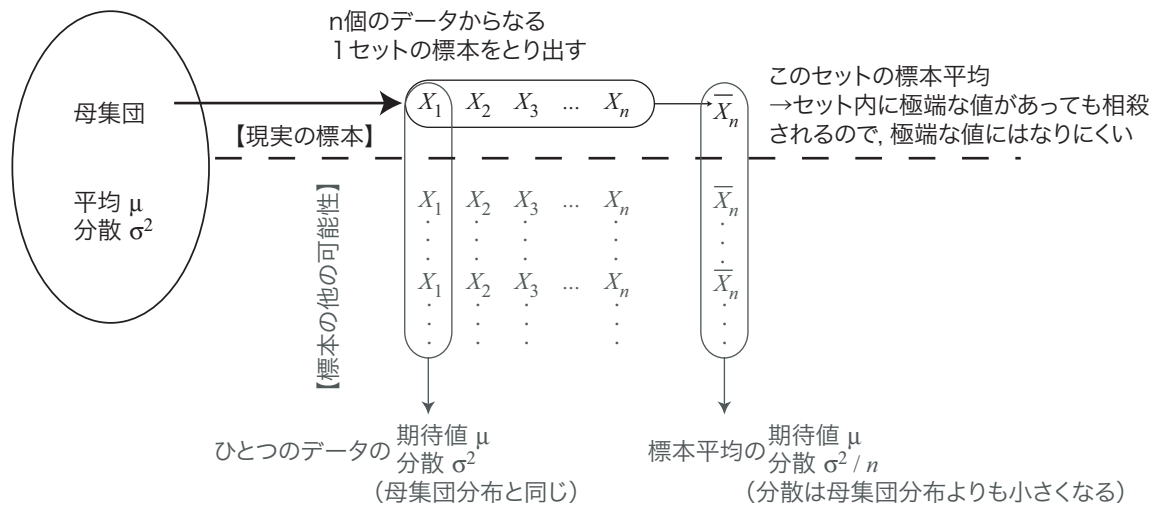 n個のデータからなる
1セットの標本をとり出す
母集団
平均 μ
分散 σ²
【現実の標本】
X₁ X₂ X₃ ... Xₙ
X̅ₙ
このセットの標本平均
→セット内に極端な値があっても相殺
されるので, 極端な値にはなりにくい
【標本の他の可能性】
X₁ X₂ X₃ ... Xₙ
X̅ₙ
X₁ X₂ X₃ ... Xₙ
X̅ₙ
ひとつのデータの 期待値 μ
分散 σ²
（母集団分布と同じ）
標本平均の 期待値 μ
分散 σ² / n
（分散は母集団分布よりも小さくなる）